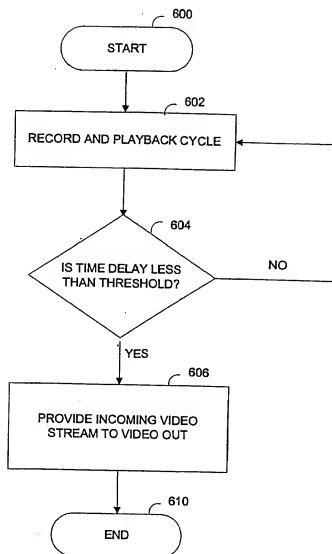 600
START
602
RECORD AND PLAYBACK CYCLE
604
IS TIME DELAY LESS
THAN THRESHOLD?
NO
YES
606
PROVIDE INCOMING VIDEO
STREAM TO VIDEO OUT
610
END